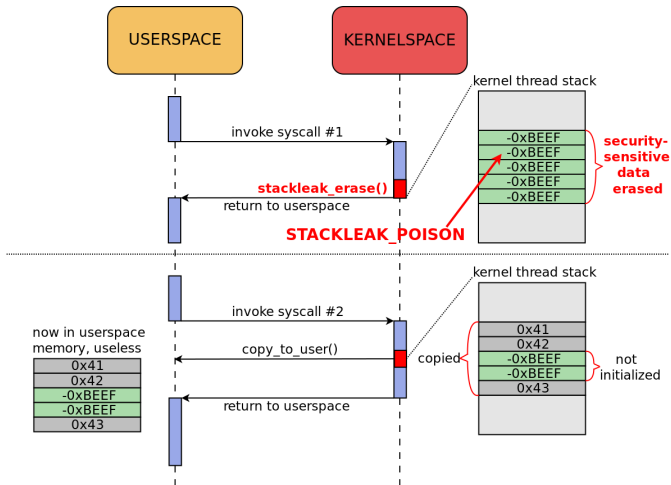 USERSPACE
KERNELSPACE
kernel thread stack
invoke syscall #1
-0xBEEF
-0xBEEF
-0xBEEF
-0xBEEF
-0xBEEF
security-
sensitive
data
erased
stackleak_erase()
return to userspace
STACKLEAK_POISON
kernel thread stack
invoke syscall #2
now in userspace
memory, useless
0x41
0x42
-0xBEEF
-0xBEEF
0x43
copy_to_user()
copied
0x41
0x42
-0xBEEF
-0xBEEF
0x43
not
initialized
return to userspace